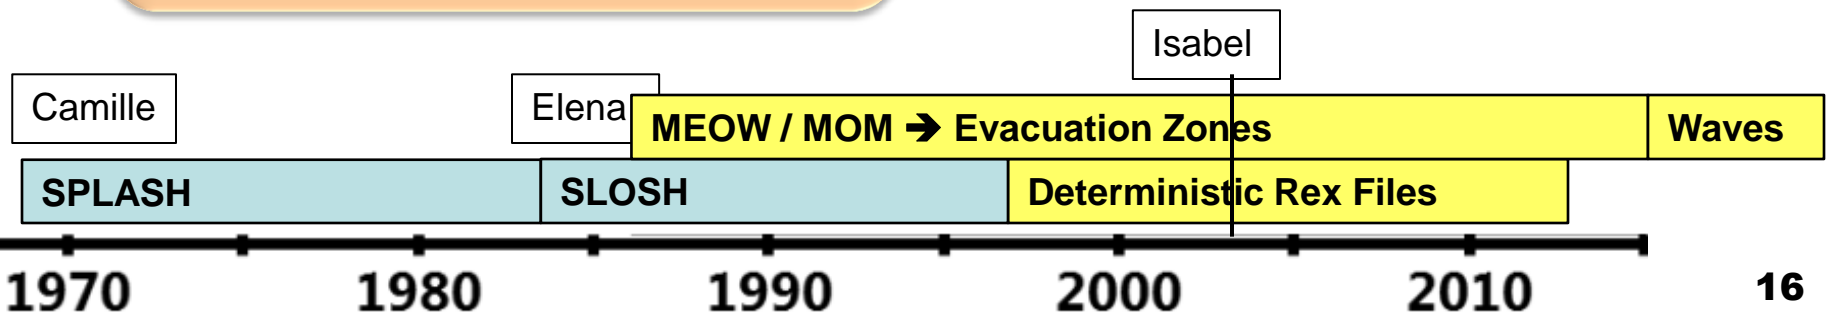 Isabel
Camille
Elena
MEOW / MOM ➔ Evacuation Zones
Waves
SPLASH
SLOSH
Deterministic Rex Files
1970
1980
1990
2000
2010
16